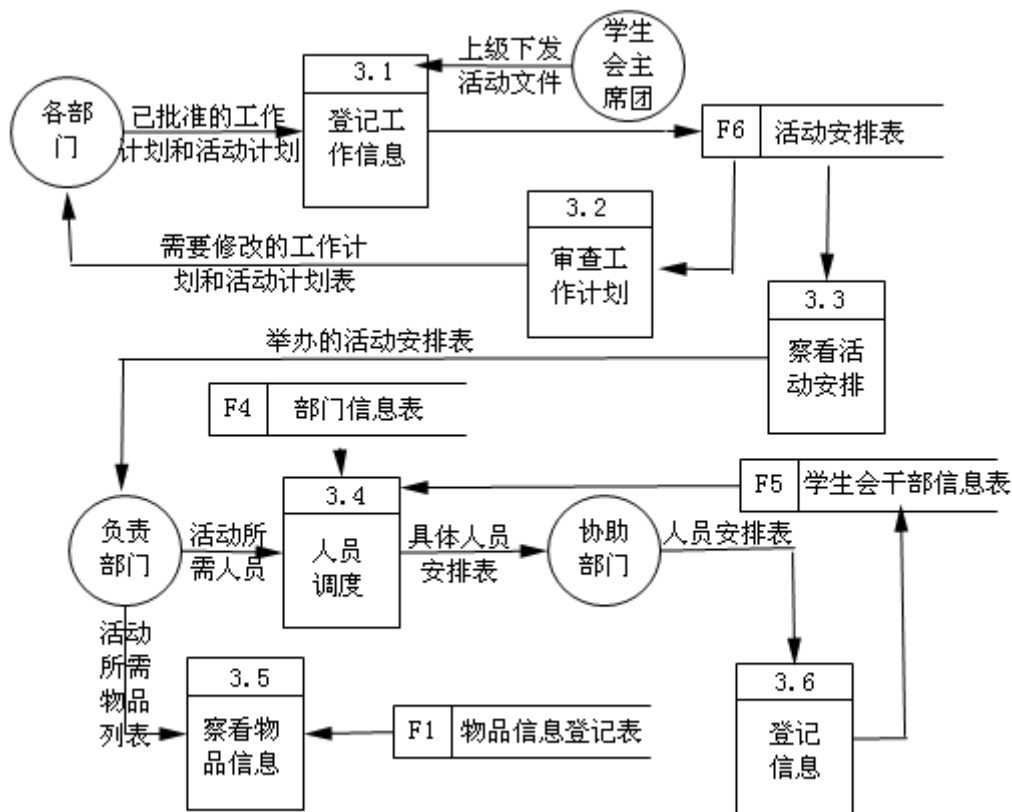 学生
会主
席团
上级下发
活动文件
3.1
登记工
作信息
各部
门
已批准的工作
计划和活动计划
F6
活动安排表
3.2
审查工
作计划
需要修改的工作计
划和活动计划表
3.3
察看活
动安排
举办的活动安排表
F4
部门信息表
F5
学生会干部信息表
3.4
人员
调度
负责
部门
活动所
需人员
具体人员
安排表
协助
部门
人员安排表
活动
所需
物品
列表
3.5
察看物
品信息
F1
物品信息登记表
3.6
登记
信息